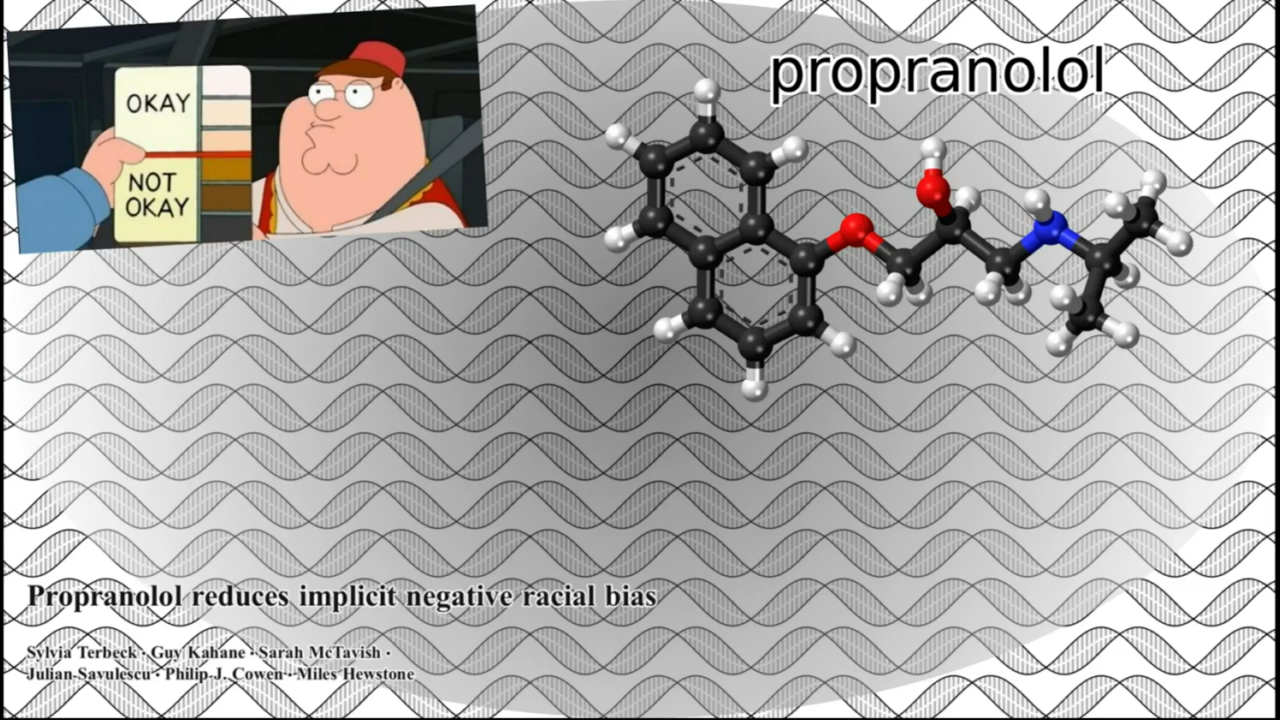 OKAY
NOT
OKAY
propranolol
Propranolol reduces implicit negative racial bias
Sylvia Terbeck · Guy Kahane · Sarah McTavish ·
Julian Savulescu · Philip J. Cowen · Miles Hewstone